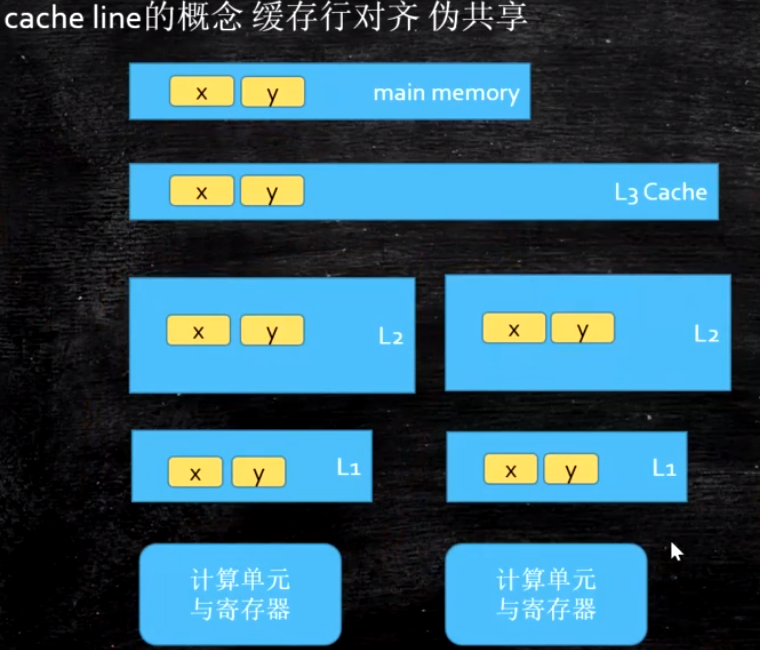 cache line的概念 缓存行对齐 伪共享
x y main memory
x y L3 Cache
x y L2 x y L2
x y L1 x y L1
计算单元 计算单元
与寄存器 与寄存器